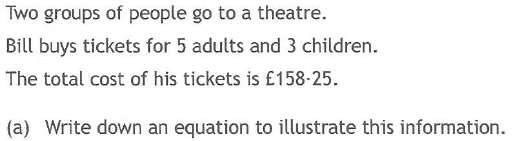 Two groups of people go to a theatre.
Bill buys tickets for 5 adults and 3 children.
The total cost of his tickets is £158·25.
(a) Write down an equation to illustrate this information.